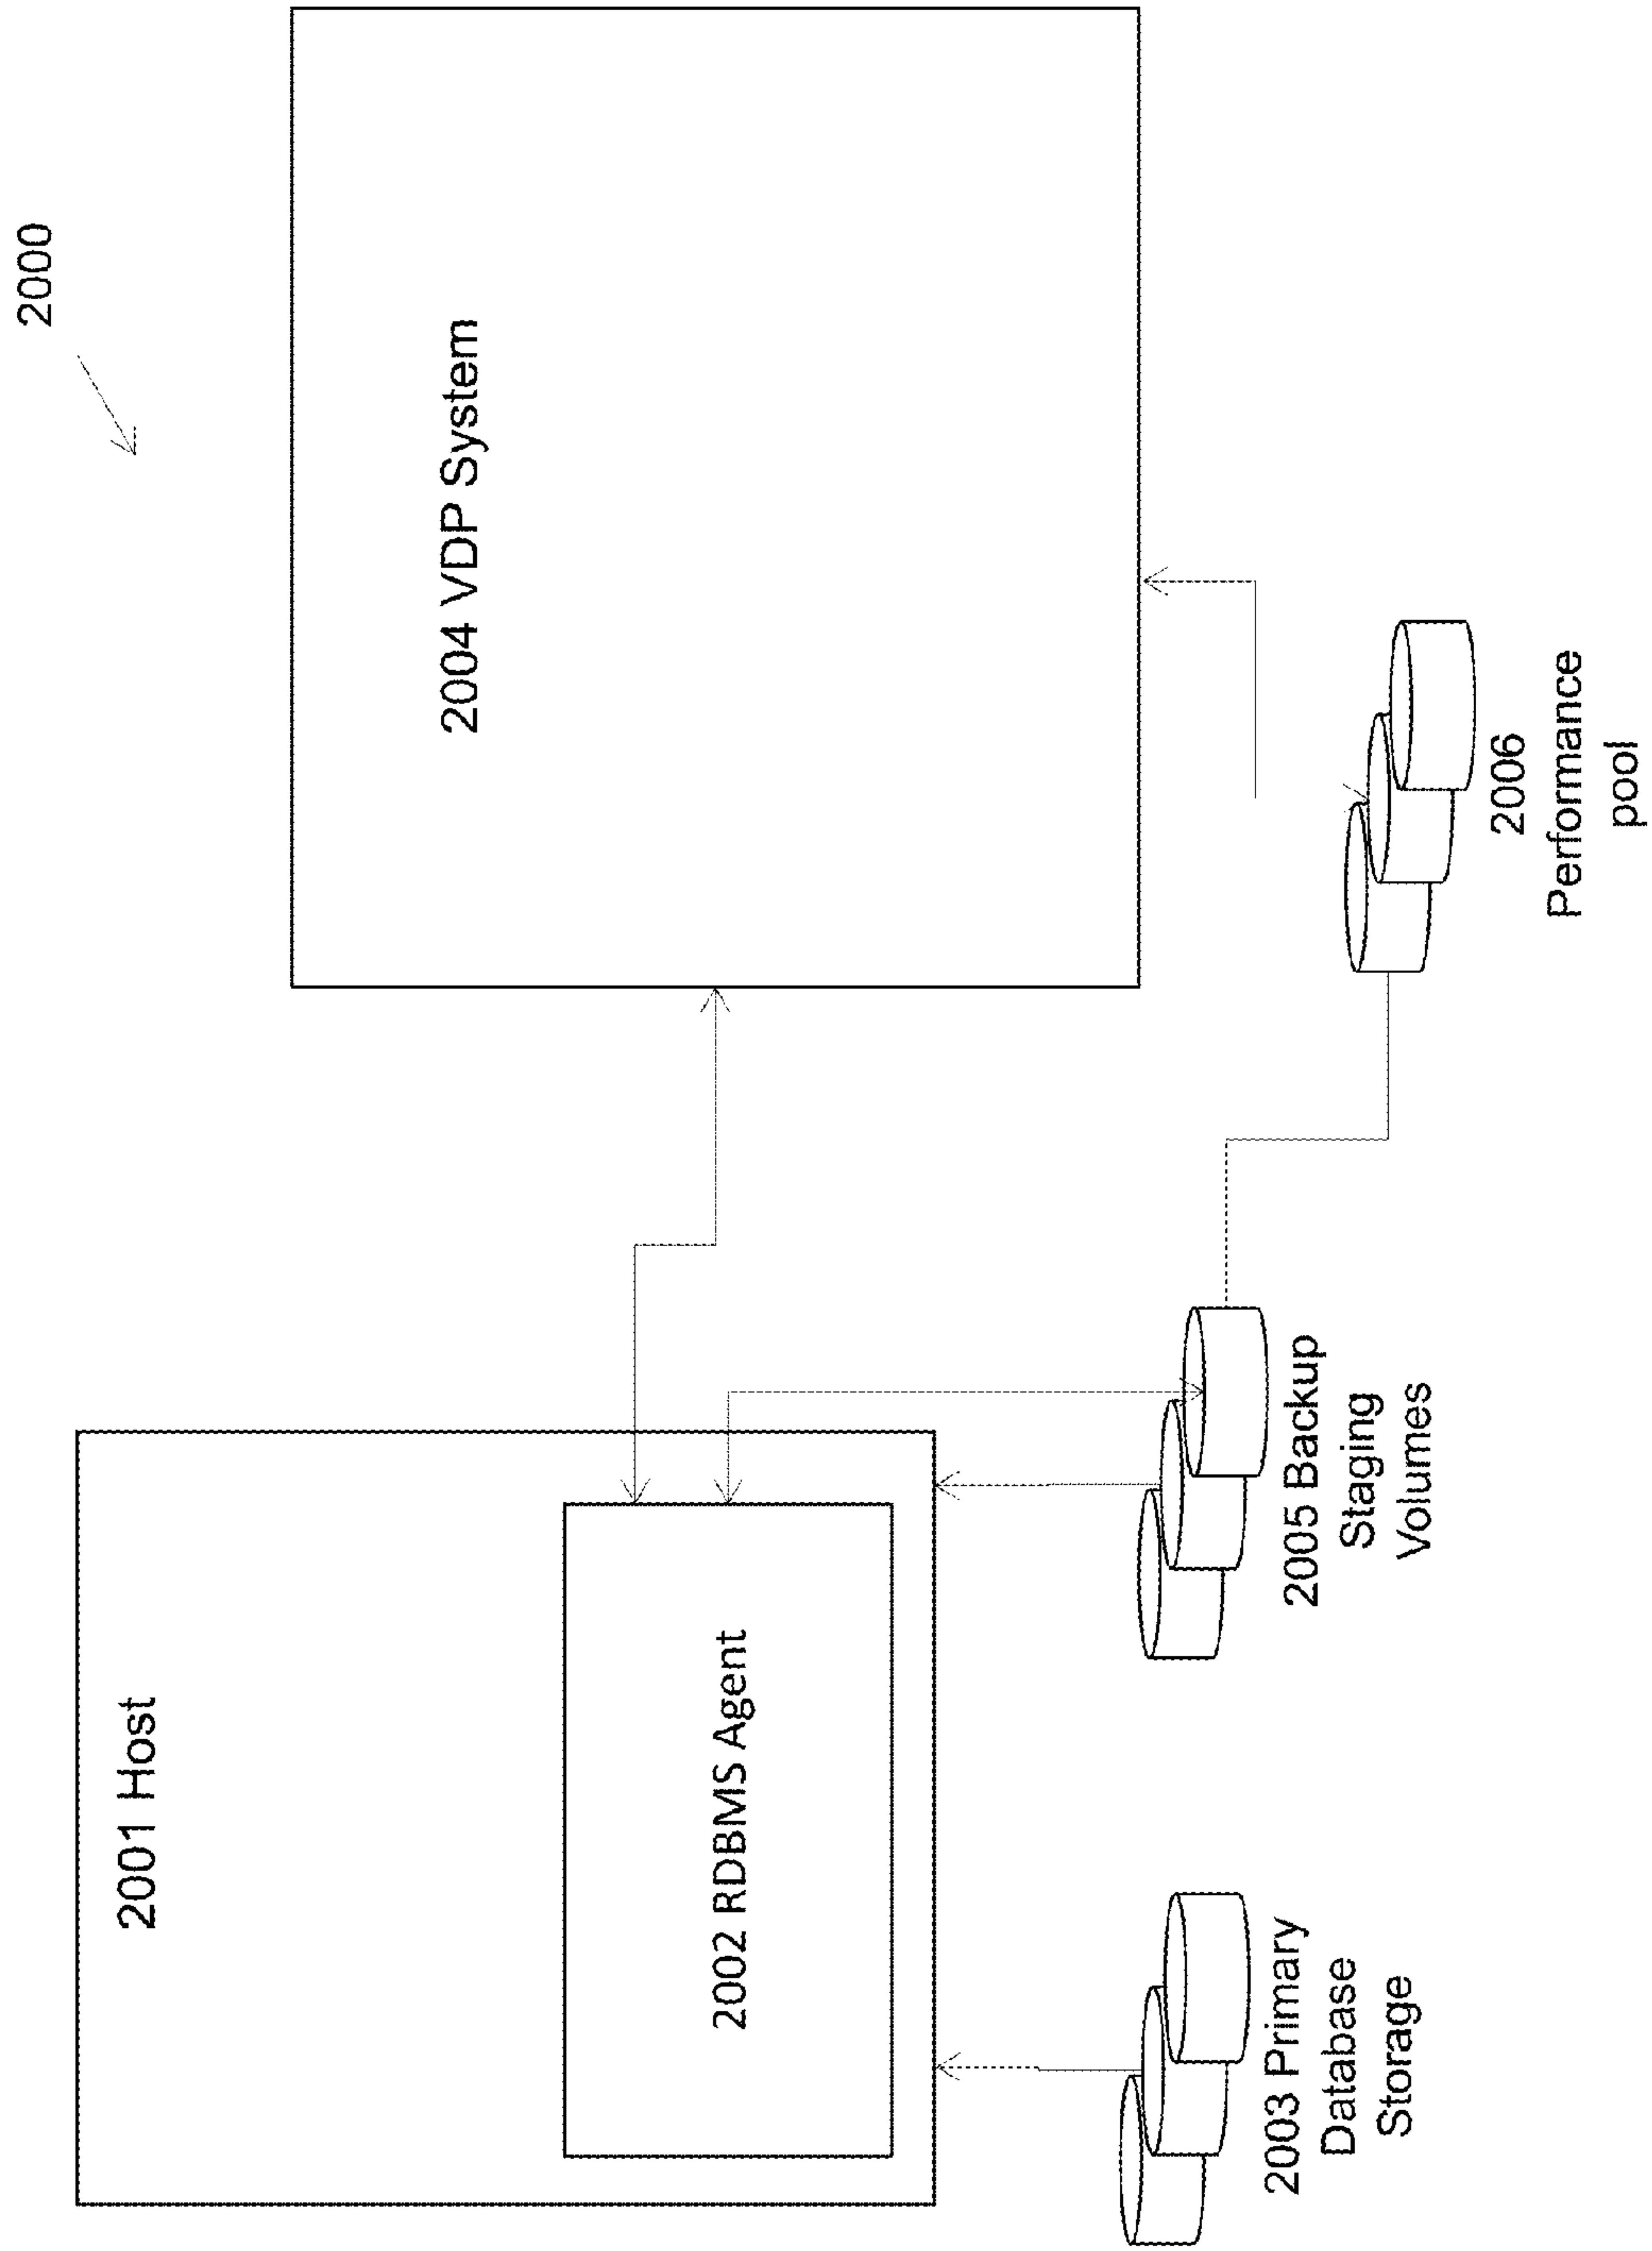 2000
2001 Host
2004 VDP System
2002 RDBMS Agent
2003 Primary
Database
Storage
2005 Backup
Staging
Volumes
2006
Performance
pool